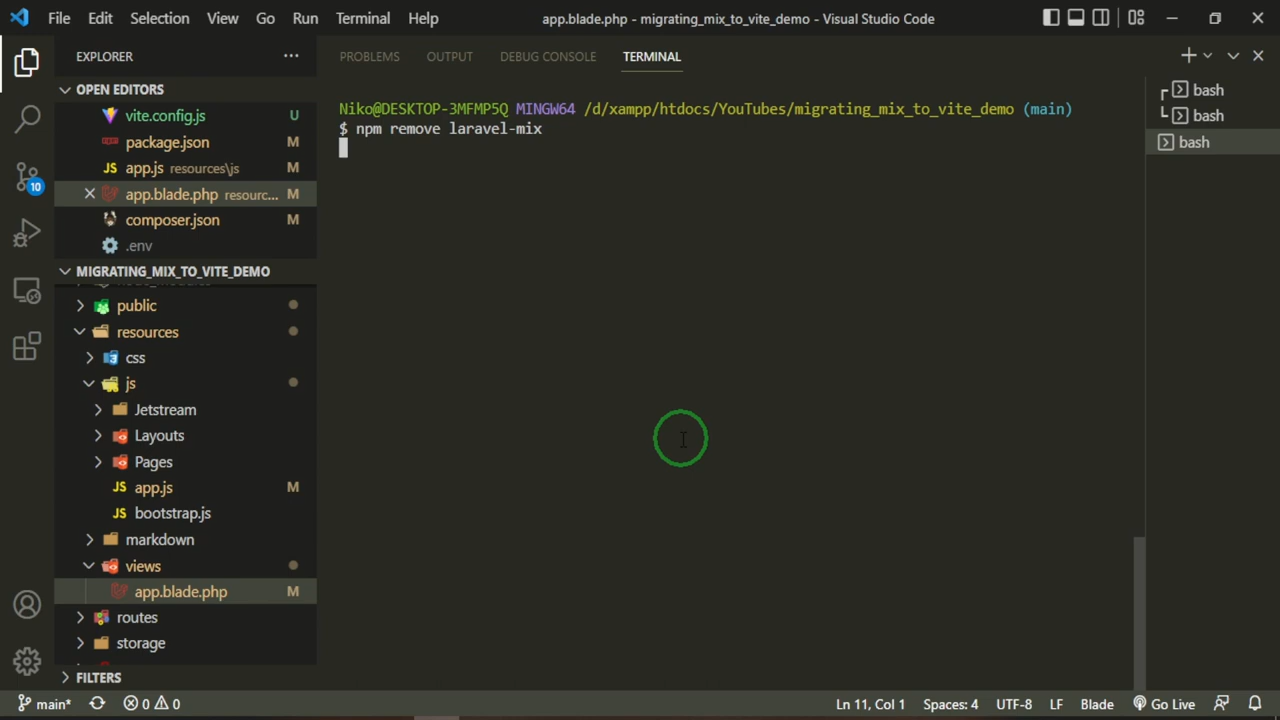 File Edit Selection View Go Run Terminal Help
app.blade.php - migrating_mix_to_vite_demo - Visual Studio Code
EXPLORER
OPEN EDITORS
vite.config.js U
package.json M
JS app.js resources\js M
app.blade.php resourc... M
composer.json M
.env
MIGRATING_MIX_TO_VITE_DEMO
public
resources
css
js
Jetstream
Layouts
Pages
JS app.js M
JS bootstrap.js
markdown
views
app.blade.php M
routes
storage
FILTERS
10
PROBLEMS OUTPUT DEBUG CONSOLE TERMINAL
Niko@DESKTOP-3MFMP5Q MINGW64 /d/xampp/htdocs/YouTubes/migrating_mix_to_vite_demo (main)
$ npm remove laravel-mix
bash
bash
bash
main* 0 0
Ln 11, Col 1 Spaces: 4 UTF-8 LF Blade Go Live